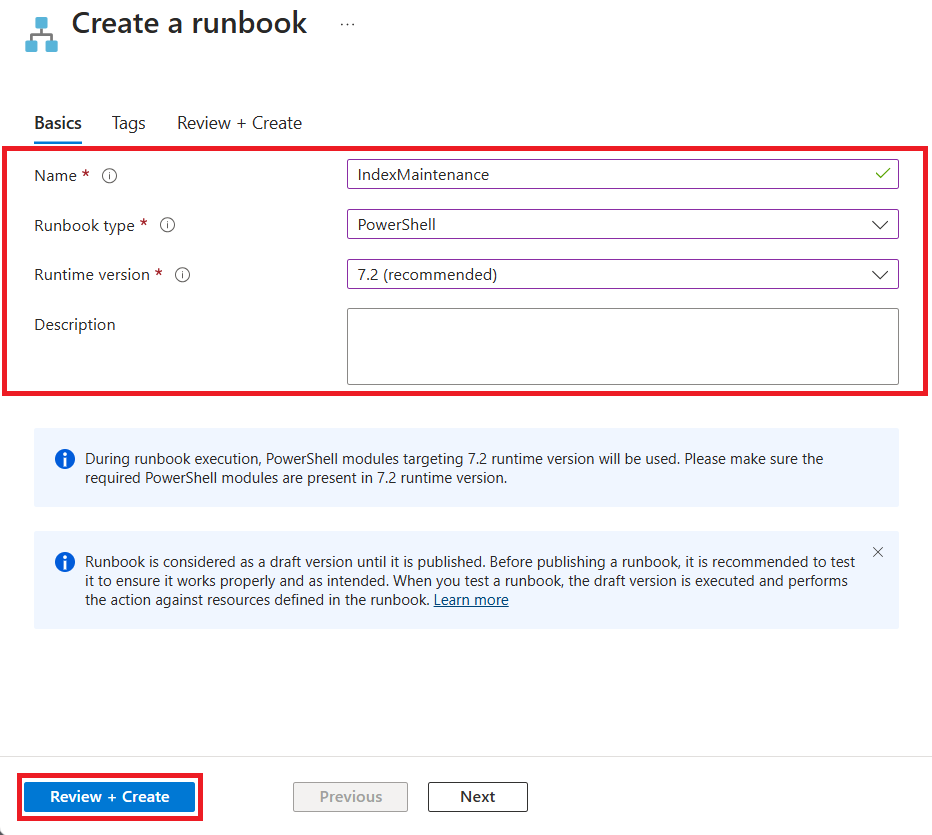 Create a runbook ...
Basics Tags Review + Create
Name *
IndexMaintenance
Runbook type *
PowerShell
Runtime version *
7.2 (recommended)
Description
During runbook execution, PowerShell modules targeting 7.2 runtime version will be used. Please make sure the
required PowerShell modules are present in 7.2 runtime version.
Runbook is considered as a draft version until it is published. Before publishing a runbook, it is recommended to test
it to ensure it works properly and as intended. When you test a runbook, the draft version is executed and performs
the action against resources defined in the runbook. Learn more
Review + Create
Previous
Next